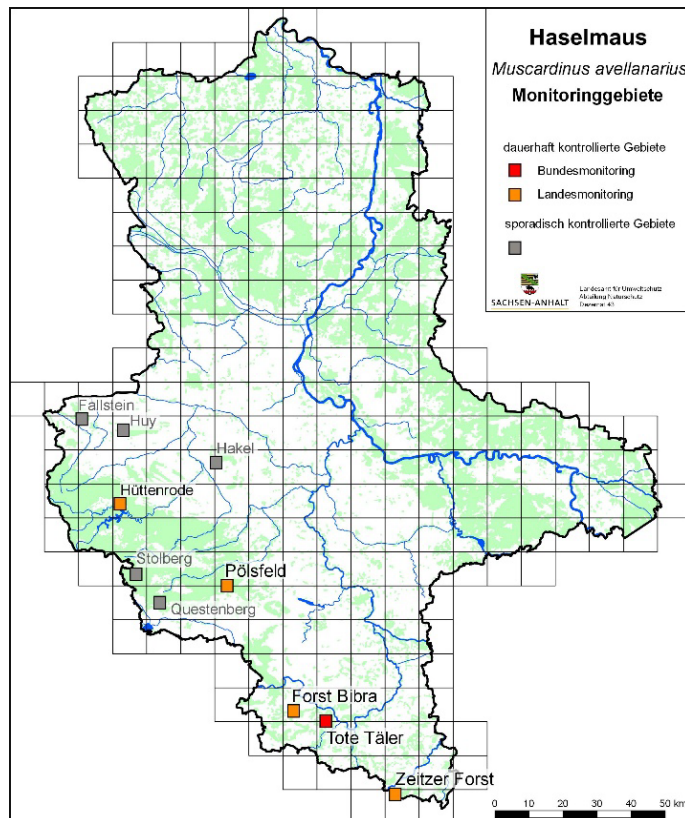 Haselmaus
Muscardinus avellanarius
Monitoringgebiete
dauerhaft kontrollierte Gebiete
Bundesmonitoring
Landesmonitoring
sporadisch kontrollierte Gebiete
SACHSEN-ANHALT
Landesamt für Umweltschutz
Abteilung Naturschutz
Dezernat 43
Fallstein
Huy
Hakel
Hüttenrode
Stolberg
Pölsfeld
Questenberg
Forst Bibra
Tote Täler
Zeitzer Forst
0 10 20 30 40 50 km